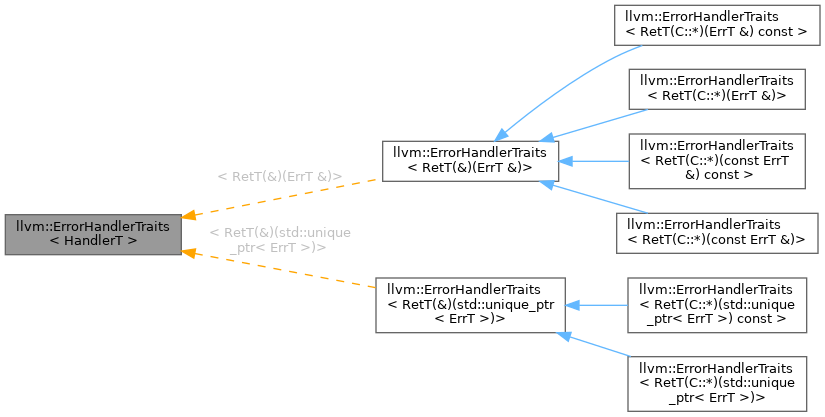 llvm::ErrorHandlerTraits
< HandlerT >
< RetT(&)(ErrT &)>
< RetT(&)(std::unique
_ptr< ErrT >)>
llvm::ErrorHandlerTraits
< RetT(&)(ErrT &)>
llvm::ErrorHandlerTraits
< RetT(&)(std::unique_ptr
< ErrT >)>
llvm::ErrorHandlerTraits
< RetT(C::*)(ErrT &) const >
llvm::ErrorHandlerTraits
< RetT(C::*)(ErrT &)>
llvm::ErrorHandlerTraits
< RetT(C::*)(const ErrT
&) const >
llvm::ErrorHandlerTraits
< RetT(C::*)(const ErrT &)>
llvm::ErrorHandlerTraits
< RetT(C::*)(std::unique
_ptr< ErrT >) const >
llvm::ErrorHandlerTraits
< RetT(C::*)(std::unique
_ptr< ErrT >)>